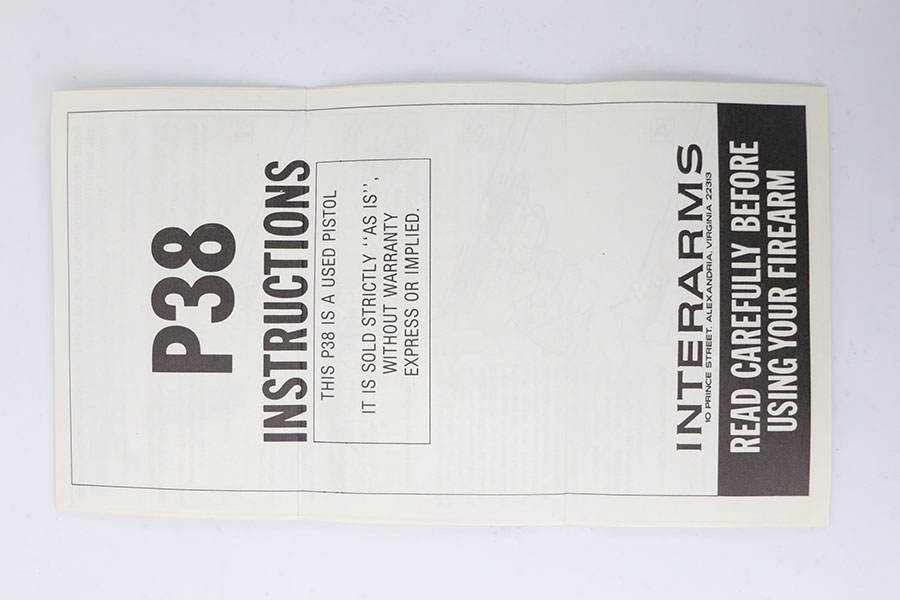 P38
INSTRUCTIONS
THIS P38 IS A USED PISTOL
IT IS SOLD STRICTLY "AS IS",
WITHOUT WARRANTY
EXPRESS OR IMPLIED.
INTERARMS
10 PRINCE STREET, ALEXANDRIA, VIRGINIA 22313
READ CAREFULLY BEFORE
USING YOUR FIREARM